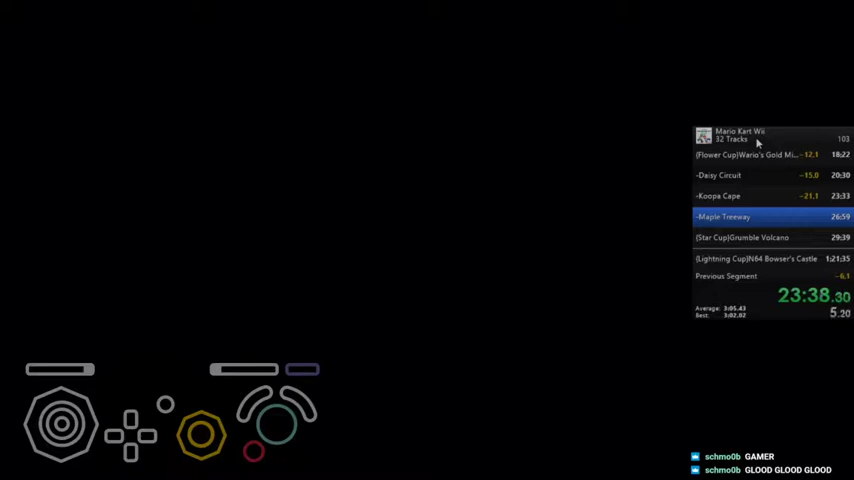 Mario Kart Wii
32 Tracks 103
(Flower Cup)Wario's Gold Mi... −12.1 18:22
-Daisy Circuit −15.0 20:30
-Koopa Cape −21.1 23:33
-Maple Treeway 26:59
(Star Cup)Grumble Volcano 29:39
(Lightning Cup)N64 Bowser's Castle 1:21:35
Previous Segment −6.1
23:38.30
Average: 3:05.43
Best: 3:02.02
5.20
schmo0b GAMER
schmo0b GLOOD GLOOD GLOOD